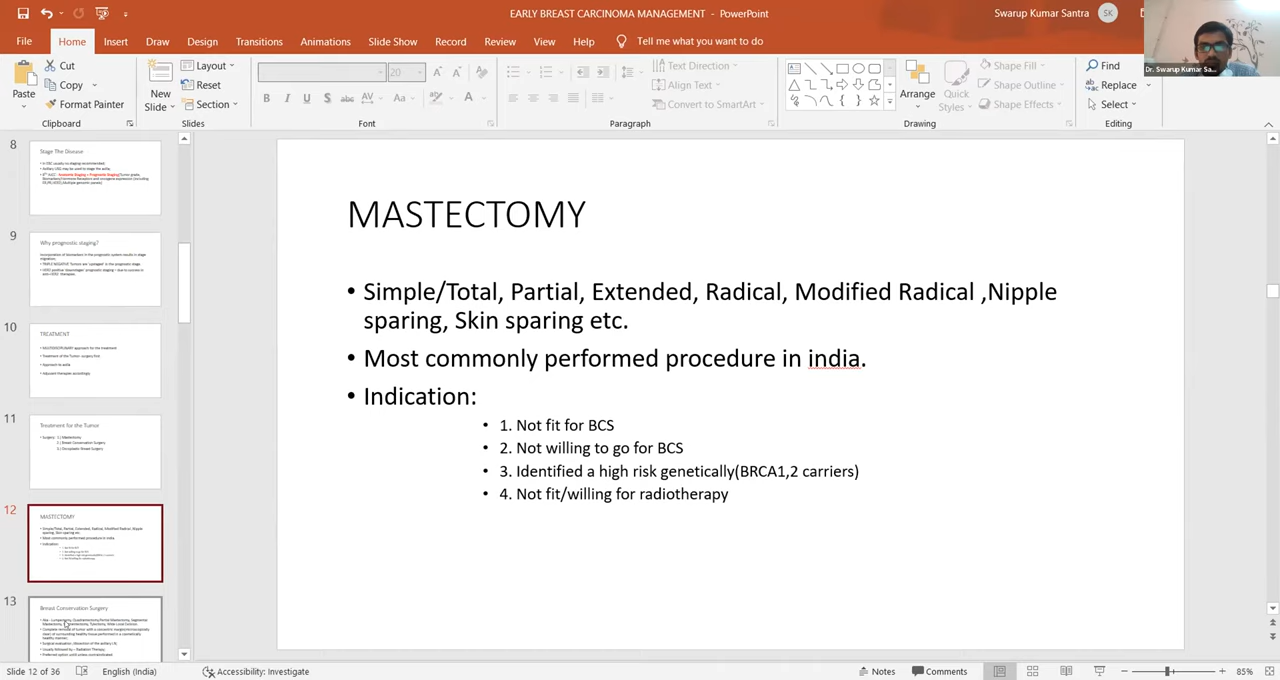 EARLY BREAST CARCINOMA MANAGEMENT - PowerPoint
Swarup Kumar Santra SK
Dr. Swarup Kumar Sa...
File Home Insert Draw Design Transitions Animations Slide Show Record Review View Help Tell me what you want to do
Paste
Cut
Copy
Format Painter
Clipboard
New Slide
Layout
Reset
Section
Slides
20
Font
Text Direction
Align Text
Convert to SmartArt
Paragraph
Arrange
Quick Styles
Shape Fill
Shape Outline
Shape Effects
Drawing
Find
Replace
Select
Editing
8
Stage The Disease
9
Why prognostic staging?
10
TREATMENT
11
Treatment for the Tumor
12
MASTECTOMY
13
Breast Conservation Surgery
MASTECTOMY
• Simple/Total, Partial, Extended, Radical, Modified Radical ,Nipple
sparing, Skin sparing etc.
• Most commonly performed procedure in india.
• Indication:
• 1. Not fit for BCS
• 2. Not willing to go for BCS
• 3. Identified a high risk genetically(BRCA1,2 carriers)
• 4. Not fit/willing for radiotherapy
Slide 12 of 36 English (India) Accessibility: Investigate Notes Comments 85%